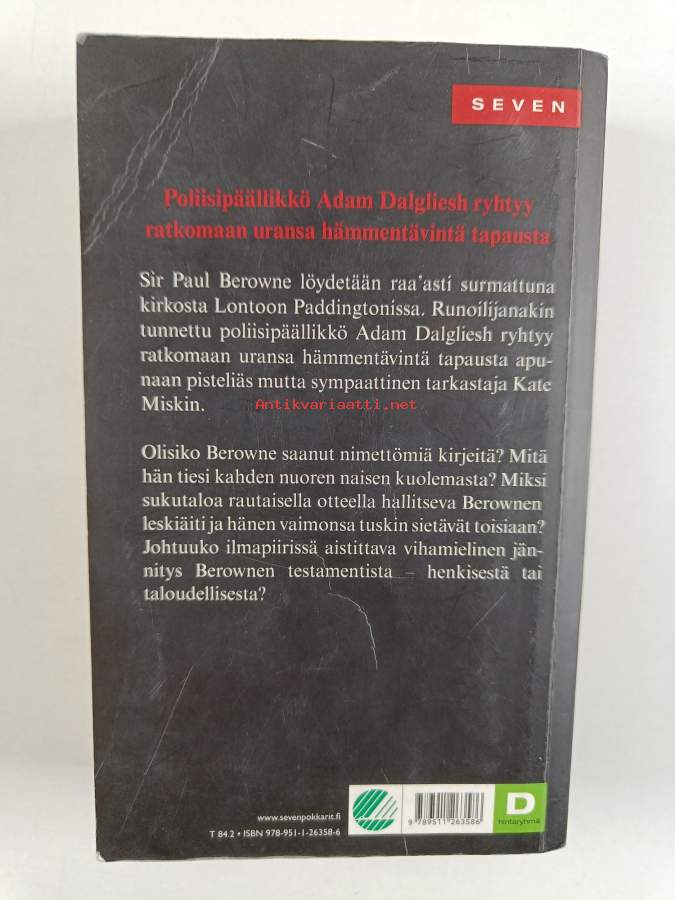 SEVEN
Poliisipäällikkö Adam Dalgliesh ryhtyy
ratkomaan uransa hämmentävintä tapausta
Sir Paul Berowne löydetään raa'asti surmattuna
kirkosta Lontoon Paddingtonissa. Runoilijanakin
tunnettu poliisipäällikkö Adam Dalgliesh ryhtyy
ratkomaan uransa hämmentävintä tapausta apu-
naan pisteliäs mutta sympaattinen tarkastaja Kate
Miskin.
Antikvariaatti.net
Olisiko Berowne saanut nimettömiä kirjeitä? Mitä
hän tiesi kahden nuoren naisen kuolemasta? Miksi
sukutaloa rautaisella otteella hallitseva Berownen
leskiäiti ja hänen vaimonsa tuskin sietävät toisiaan?
Johtuuko ilmapiirissä aistittava vihamielinen jän-
nitys Berownen testamentista – henkisestä tai
taloudellisesta?
www.sevenpokkarit.fi
T 84.2 • ISBN 978-951-1-26358-6
9 789511 263586
D
hintaryhmä